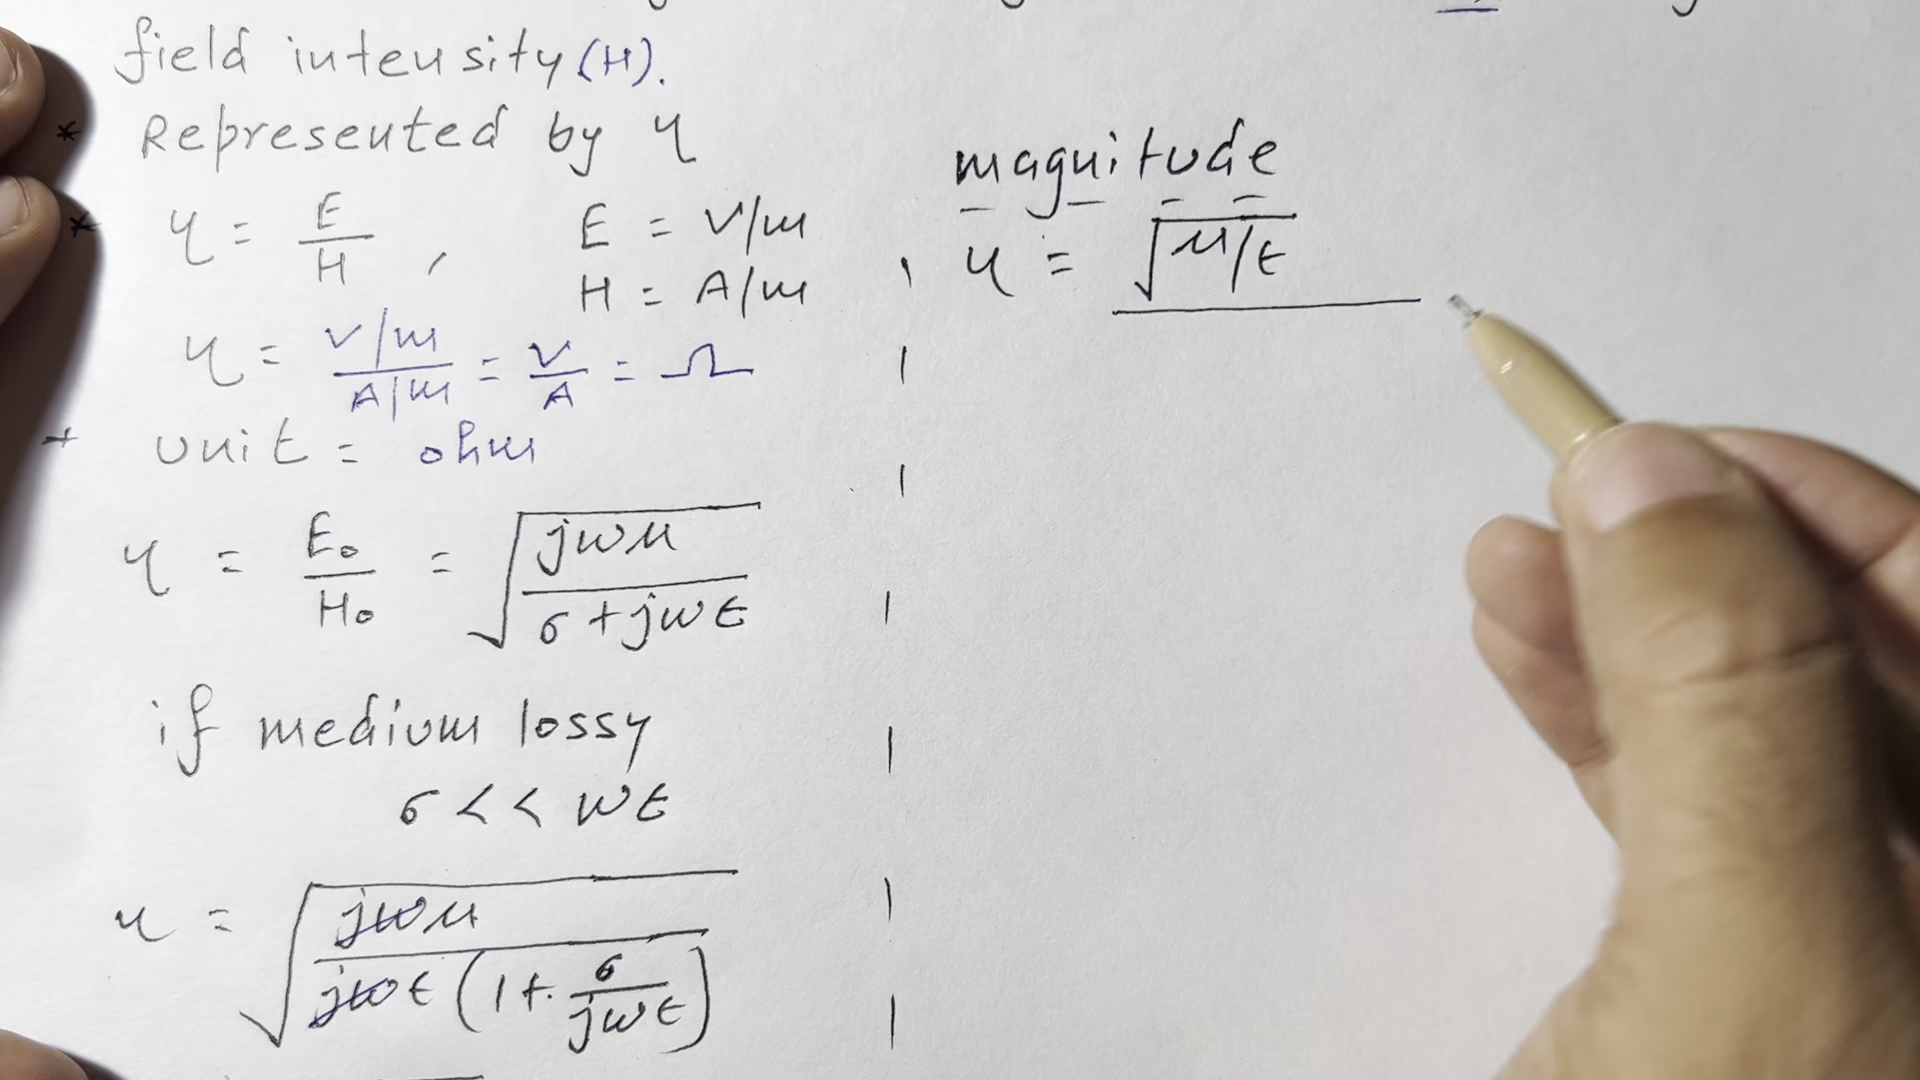 field intensity (H).
* Represented by η
* η = E/H , E = V/m
H = A/m
η = V/m / A/m = V/A = Ω
+ Unit = ohm
η = E₀/H₀ = √(jωμ / σ + jωε)
if medium lossy
σ << ωε
η = √(jωμ / jωε (1 + σ/jωε))
magnitude
η = √μ/ε